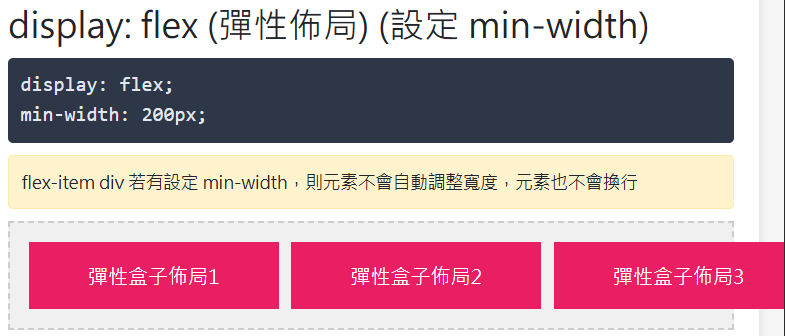 display: flex (彈性佈局) (設定 min-width)
display: flex;
min-width: 200px;
flex-item div 若有設定 min-width，則元素不會自動調整寬度，元素也不會換行
彈性盒子佈局1
彈性盒子佈局2
彈性盒子佈局3